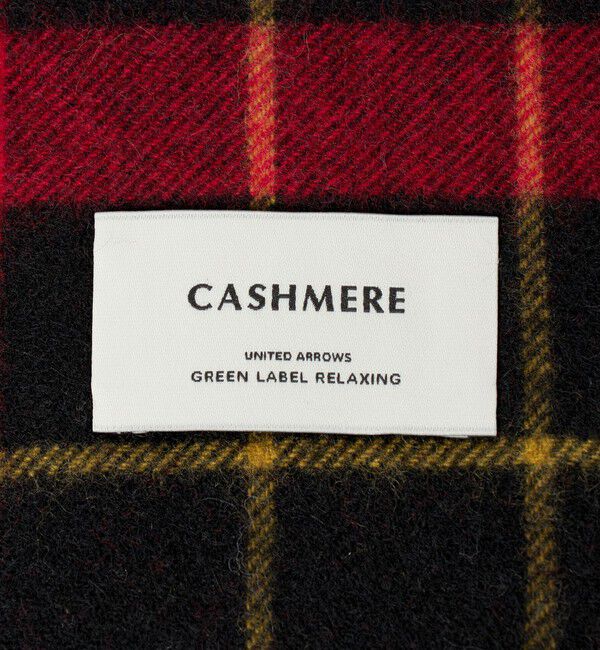 CASHMERE
UNITED ARROWS
GREEN LABEL RELAXING